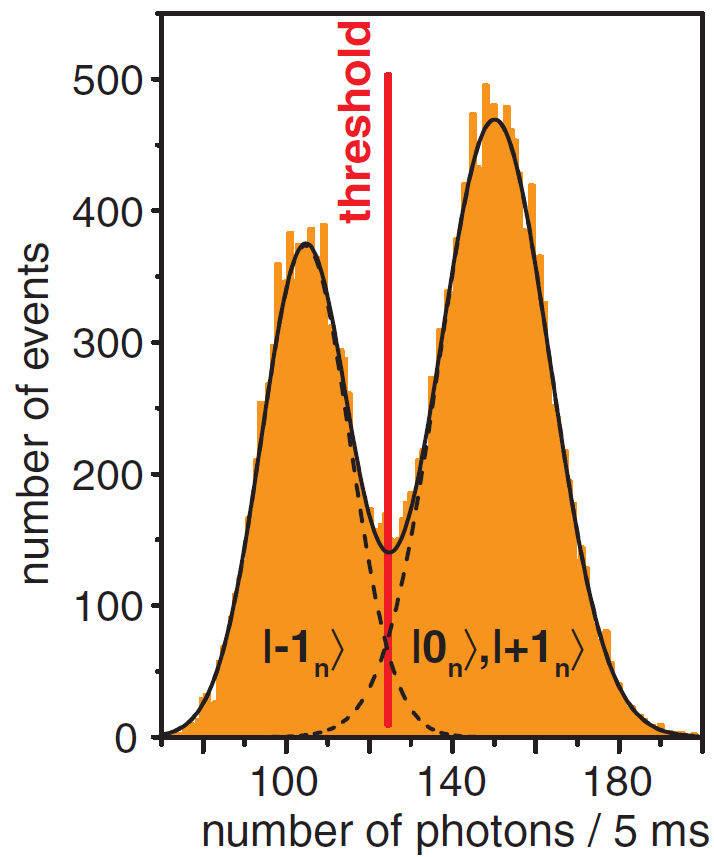 500
400
300
200
100
0
number of events
threshold
|-1n⟩
|0n⟩,|+1n⟩
100
140
180
number of photons / 5 ms